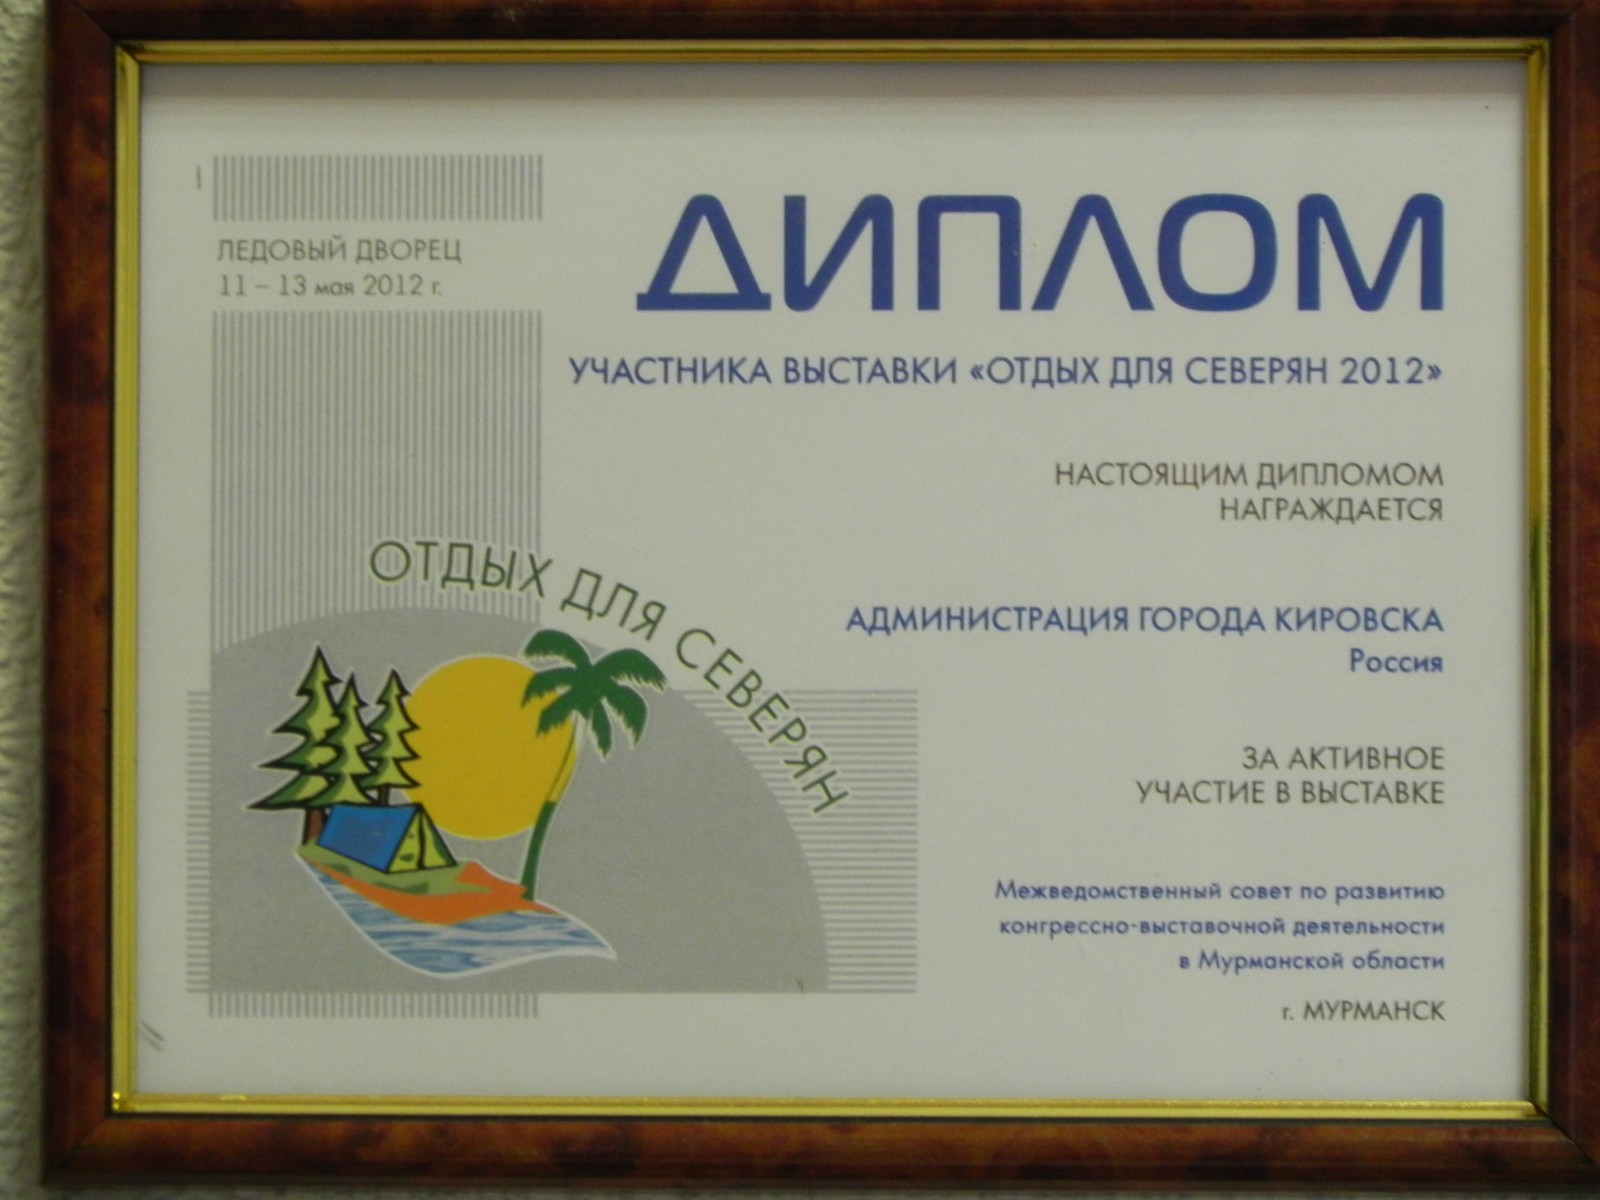 ЛЕДОВЫЙ ДВОРЕЦ
11 – 13 мая 2012 г.
ДИПЛОМ
УЧАСТНИКА ВЫСТАВКИ «ОТДЫХ ДЛЯ СЕВЕРЯН 2012»
НАСТОЯЩИМ ДИПЛОМОМ
НАГРАЖДАЕТСЯ
ОТДЫХ ДЛЯ СЕВЕРЯН
АДМИНИСТРАЦИЯ ГОРОДА КИРОВСКА
Россия
ЗА АКТИВНОЕ
УЧАСТИЕ В ВЫСТАВКЕ
Межведомственный совет по развитию
конгрессно-выставочной деятельности
в Мурманской области
г. МУРМАНСК